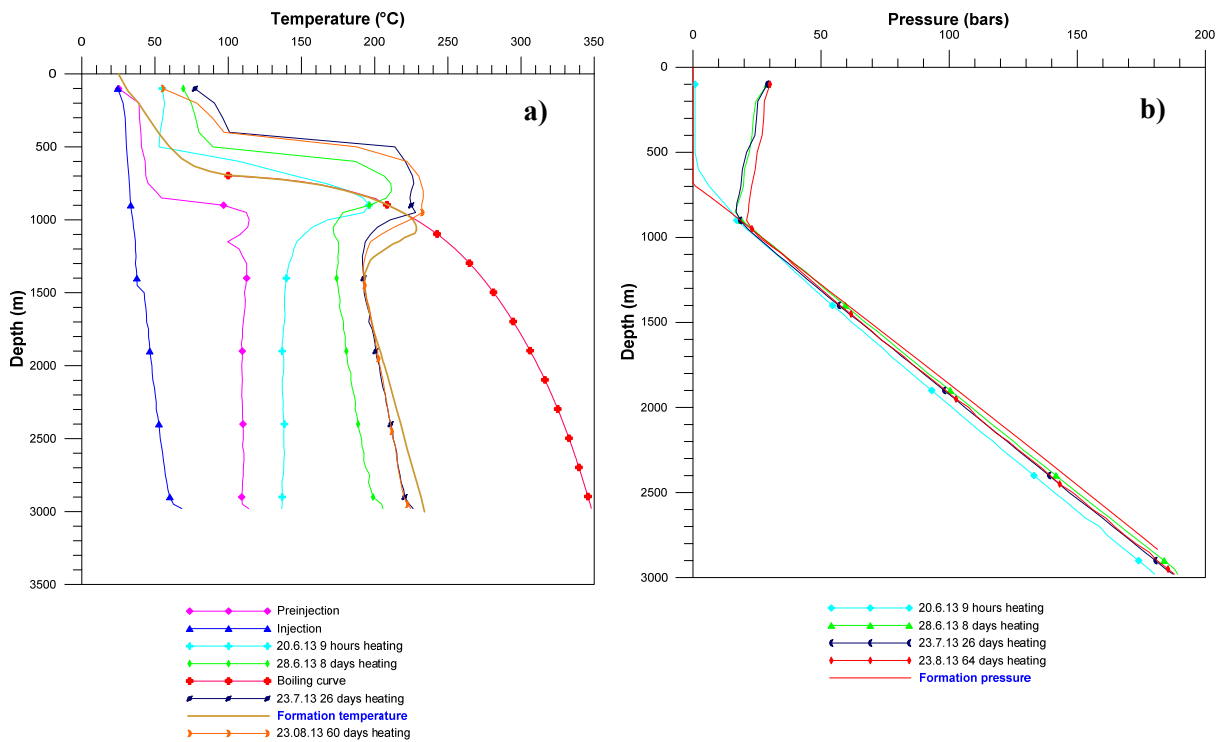 Temperature (°C)
0 50 100 150 200 250 300 350
0
500
1000
1500
2000
2500
3000
3500
Depth (m)
a)
Preinjection
Injection
20.6.13 9 hours heating
28.6.13 8 days heating
Boiling curve
23.7.13 26 days heating
Formation temperature
23.08.13 60 days heating
Pressure (bars)
0 50 100 150 200
0
500
1000
1500
2000
2500
3000
Depth (m)
b)
20.6.13 9 hours heating
28.6.13 8 days heating
23.7.13 26 days heating
23.8.13 64 days heating
Formation pressure